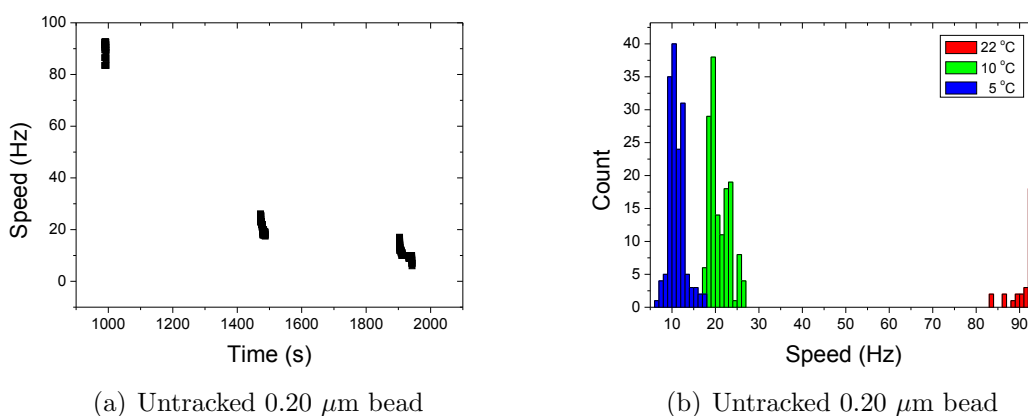 100
80
60
40
20
0
Speed (Hz)
1000 1200 1400 1600 1800 2000
Time (s)
(a) Untracked 0.20 μm bead
40
35
30
25
20
15
10
5
0
Count
22 °C
10 °C
5 °C
10 20 30 40 50 60 70 80 90
Speed (Hz)
(b) Untracked 0.20 μm bead